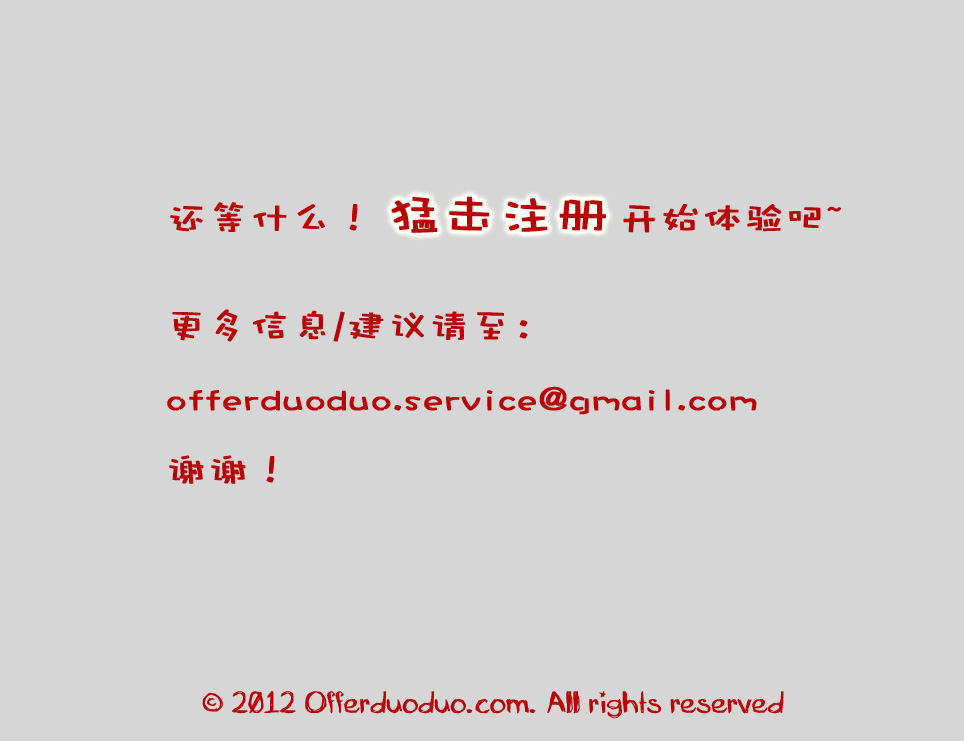 还等什么！猛击注册 开始体验吧~
更多信息/建议请至：
offerduoduo.service@gmail.com
谢谢！
© 2012 Offerduoduo.com. All rights reserved